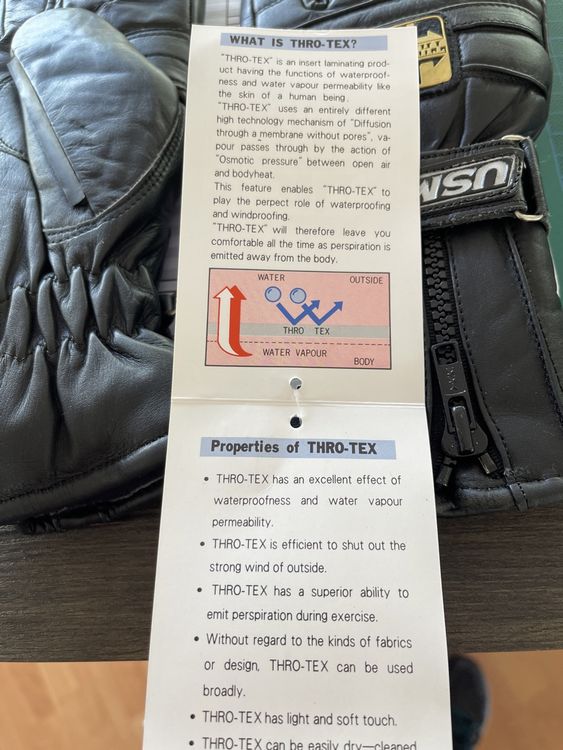 WHAT IS THRO-TEX?
"THRO-TEX" is an insert laminating prod-
uct having the functions of waterproof-
ness and water vapour permeability like
the skin of a human being.
"THRO-TEX" uses an entirely different
high technology mechanism of "Diffusion
through a membrane without pores", va-
pour passes through by the action of
"Osmotic pressure" between open air
and bodyheat.
This feature enables "THRO-TEX" to
play the perpect role of waterproofing
and windproofing.
"THRO-TEX" will therefore leave you
comfortable all the time as perspiration is
emitted away from the body.
WATER OUTSIDE
THRO TEX
WATER VAPOUR
BODY
Properties of THRO-TEX
• THRO-TEX has an excellent effect of
waterproofness and water vapour
permeability.
• THRO-TEX is efficient to shut out the
strong wind of outside.
• THRO-TEX has a superior ability to
emit perspiration during exercise.
• Without regard to the kinds of fabrics
or design, THRO-TEX can be used
broadly.
• THRO-TEX has light and soft touch.
• THRO-TEX can be easily dry—cleaned
USM